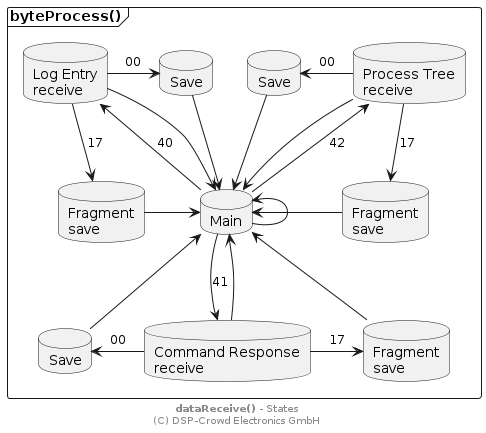 byteProcess()
Log Entry
receive
00
Save
Save
00
Process Tree
receive
17
40
42
17
Fragment
save
Main
Fragment
save
41
Save
00
Command Response
receive
17
Fragment
save
dataReceive() - States
(C) DSP-Crowd Electronics GmbH